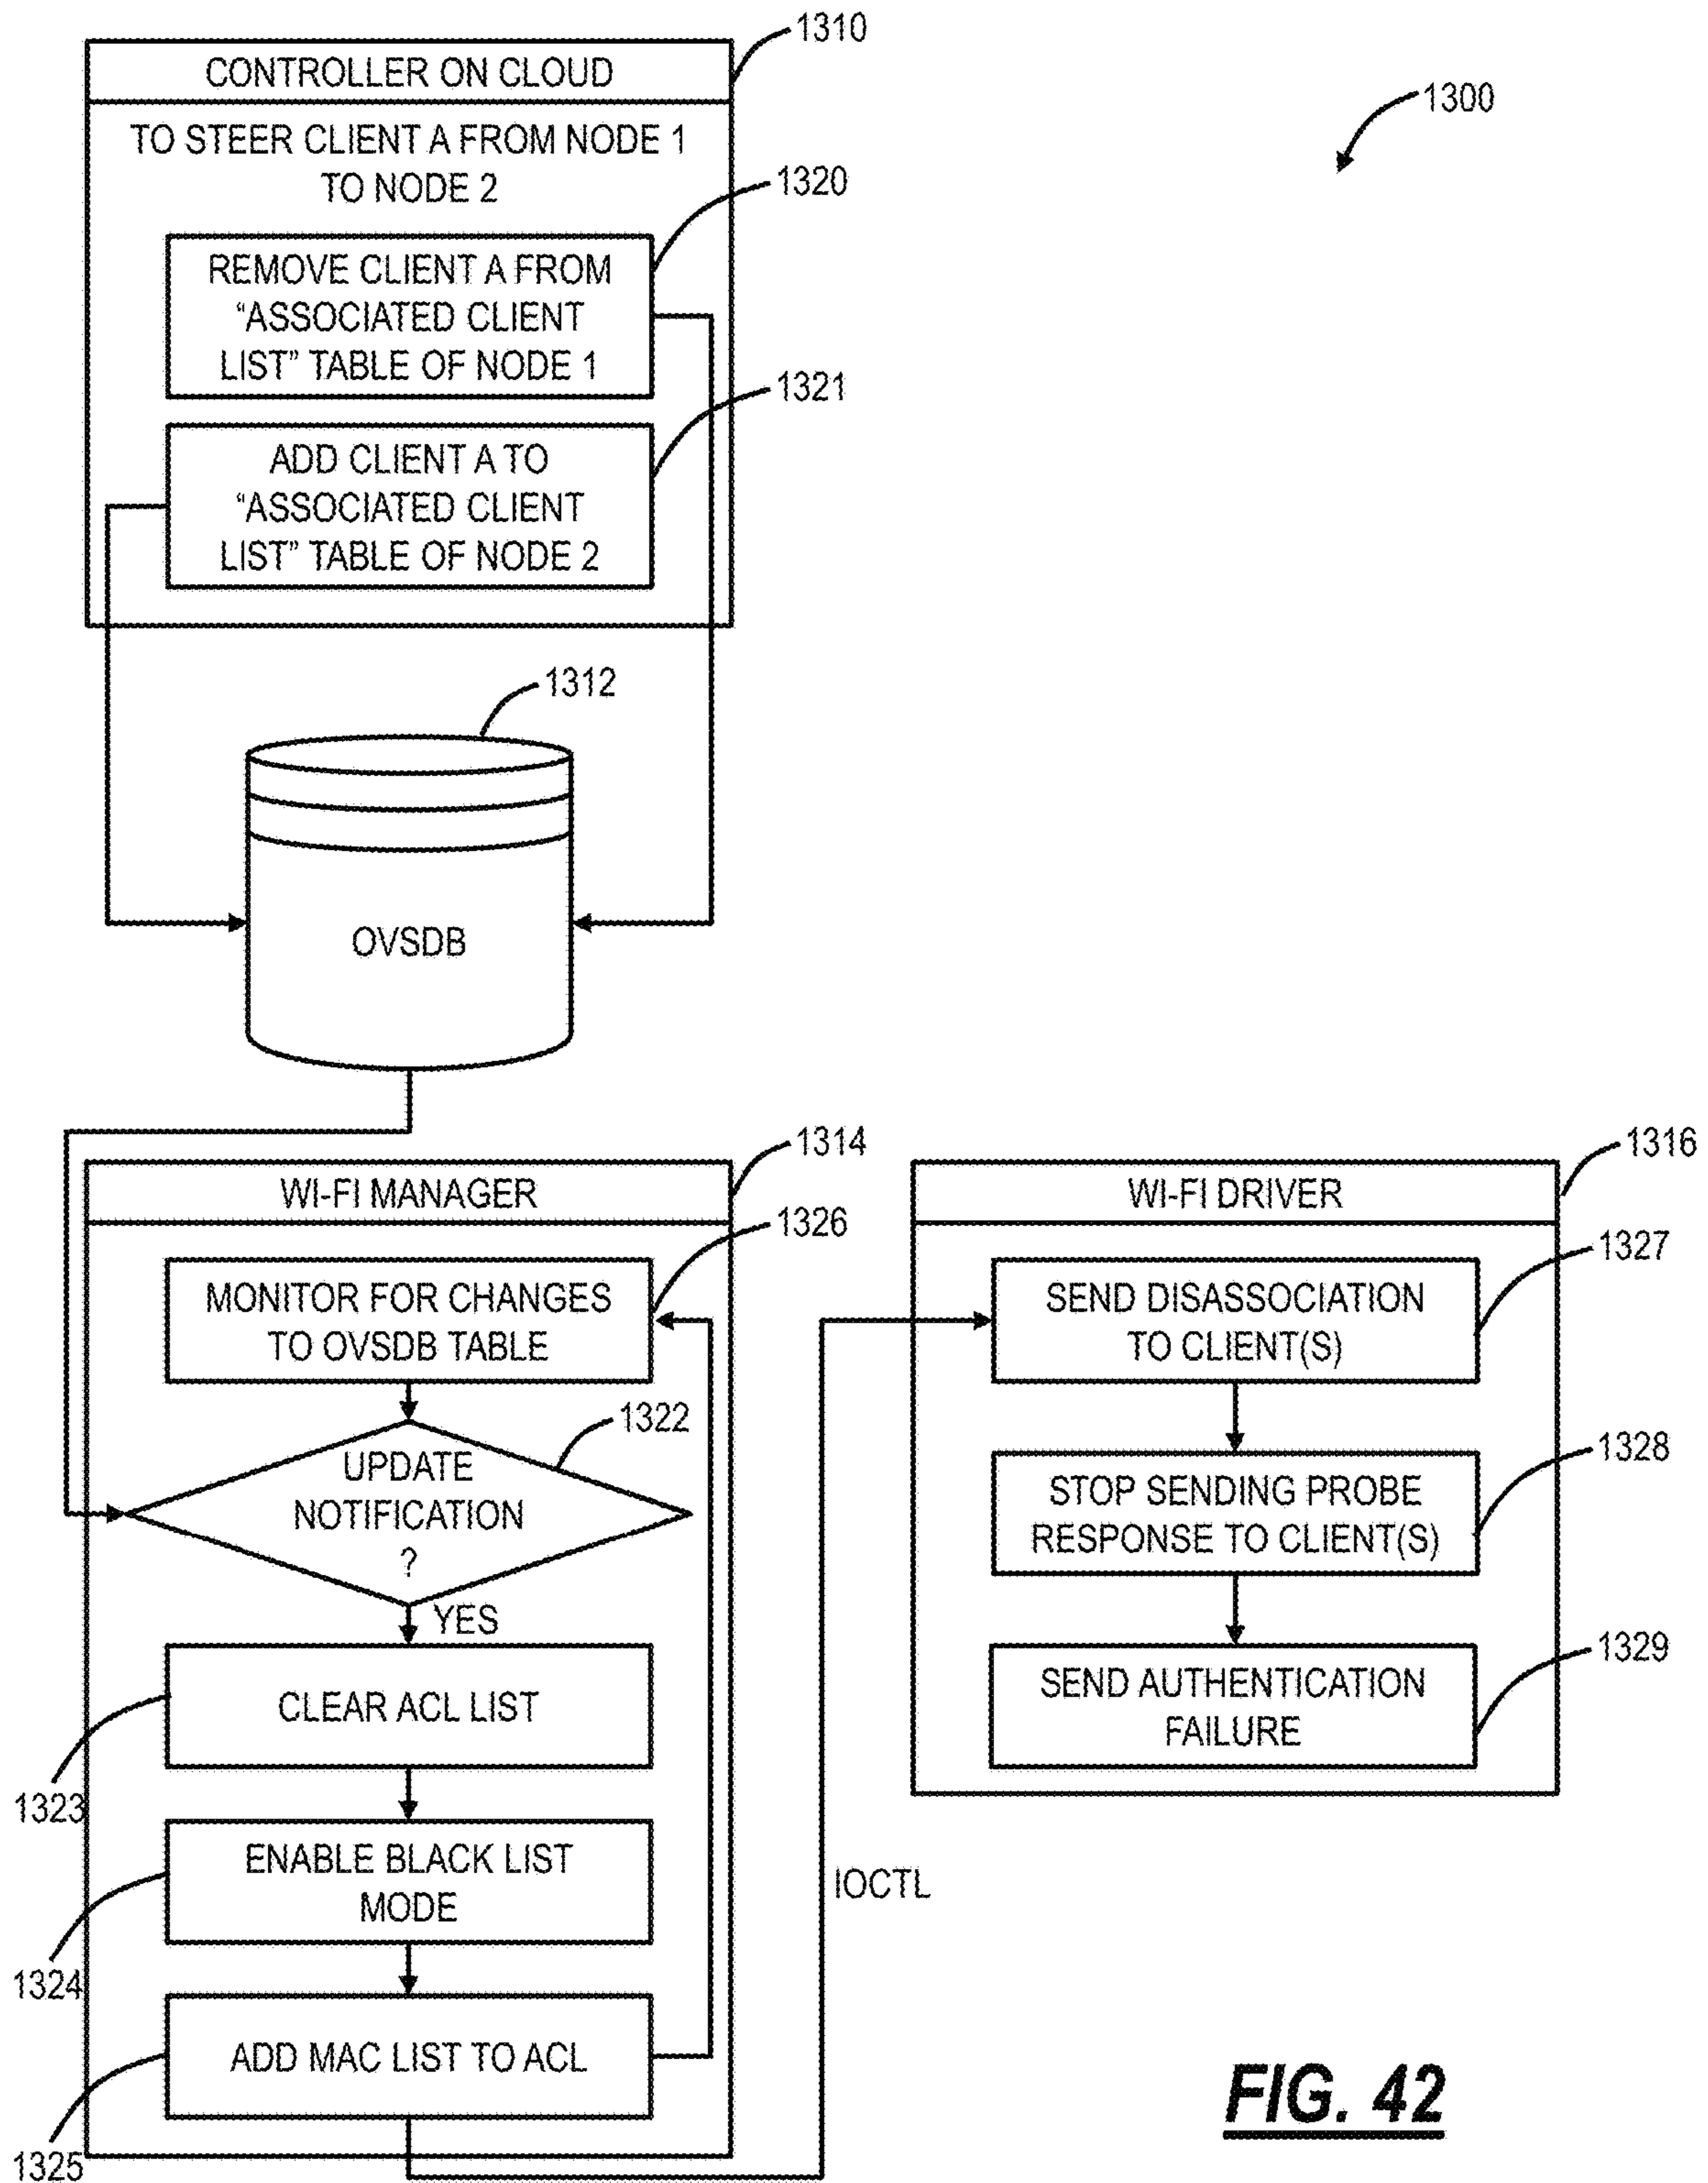 1310
CONTROLLER ON CLOUD
1300
TO STEER CLIENT A FROM NODE 1
TO NODE 2
1320
REMOVE CLIENT A FROM
“ASSOCIATED CLIENT
LIST” TABLE OF NODE 1
1321
ADD CLIENT A TO
“ASSOCIATED CLIENT
LIST” TABLE OF NODE 2
1312
OVSDB
1314
WI-FI MANAGER
1326
MONITOR FOR CHANGES
TO OVSDB TABLE
1322
UPDATE
NOTIFICATION
?
YES
CLEAR ACL LIST
1323
ENABLE BLACK LIST
MODE
1324
ADD MAC LIST TO ACL
1325
IOCTL
1316
WI-FI DRIVER
1327
SEND DISASSOCIATION
TO CLIENT(S)
1328
STOP SENDING PROBE
RESPONSE TO CLIENT(S)
1329
SEND AUTHENTICATION
FAILURE
FIG. 42